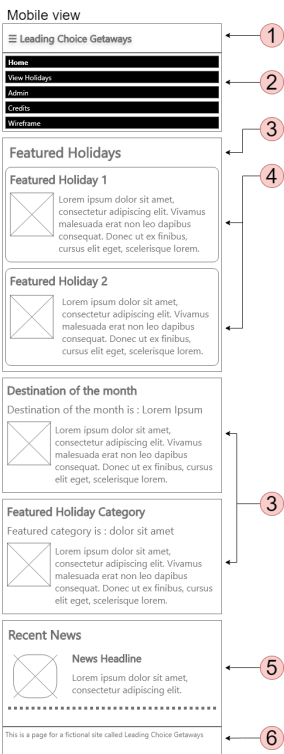 Mobile view
☰ Leading Choice Getaways
1
Home
View Holidays
2
Admin
Credits
Wireframe
Featured Holidays
3
Featured Holiday 1
4
Lorem ipsum dolor sit amet,
consectetur adipiscing elit. Vivamus
malesuada erat non leo dapibus
consequat. Donec ut ex finibus,
cursus elit eget, scelerisque lorem.
Featured Holiday 2
Lorem ipsum dolor sit amet,
consectetur adipiscing elit. Vivamus
malesuada erat non leo dapibus
consequat. Donec ut ex finibus,
cursus elit eget, scelerisque lorem.
Destination of the month
Destination of the month is : Lorem Ipsum
Lorem ipsum dolor sit amet,
consectetur adipiscing elit. Vivamus
malesuada erat non leo dapibus
consequat. Donec ut ex finibus, cursus
elit eget, scelerisque lorem.
3
Featured Holiday Category
Featured category is : dolor sit amet
Lorem ipsum dolor sit amet,
consectetur adipiscing elit. Vivamus
malesuada erat non leo dapibus
consequat. Donec ut ex finibus, cursus
elit eget, scelerisque lorem.
Recent News
News Headline
5
Lorem ipsum dolor sit amet,
consectetur adipiscing elit.
This is a page for a fictional site called Leading Choice Getaways
6